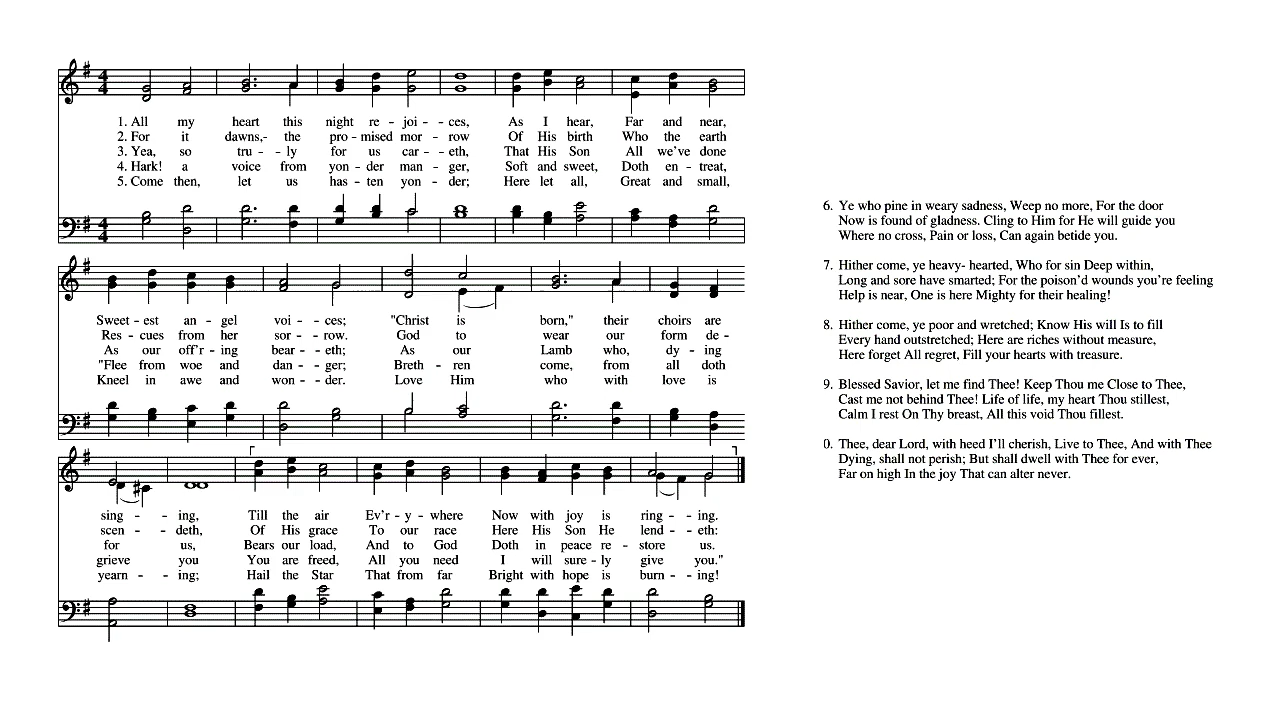 4 4
1. All my heart this night re - joi - - ces, As I hear, Far and near,
2. For it dawns,- the pro - mised mor - row Of His birth Who the earth
3. Yea, so tru - - ly for us car - - eth, That His Son All we've done
4. Hark! a voice from yon - der man - ger, Soft and sweet, Doth en - treat,
5. Come then, let us has - ten yon - der; Here let all, Great and small,
4 4
Sweet - est an - gel voi - - ces; "Christ is born," their choirs are
Res - cues from her sor - - row. God to wear our form de -
As our off'r - ing bear - - eth; As our Lamb who, dy - ing
"Flee from woe and dan - - ger; Breth - ren come, from all doth
Kneel in awe and won - - der. Love Him who with love is
sing - - ing, Till the air Ev'r - y - where Now with joy is ring - - ing.
scen - - deth, Of His grace To our race Here His Son He lend - - eth:
for us, Bears our load, And to God Doth in peace re - store us.
grieve you You are freed, All you need I will sure - ly give you."
yearn - - ing; Hail the Star That from far Bright with hope is burn - - ing!
6. Ye who pine in weary sadness, Weep no more, For the door
Now is found of gladness. Cling to Him for He will guide you
Where no cross, Pain or loss, Can again betide you.
7. Hither come, ye heavy- hearted, Who for sin Deep within,
Long and sore have smarted; For the poison'd wounds you're feeling
Help is near, One is here Mighty for their healing!
8. Hither come, ye poor and wretched; Know His will Is to fill
Every hand outstretched; Here are riches without measure,
Here forget All regret, Fill your hearts with treasure.
9. Blessed Savior, let me find Thee! Keep Thou me Close to Thee,
Cast me not behind Thee! Life of life, my heart Thou stillest,
Calm I rest On Thy breast, All this void Thou fillest.
0. Thee, dear Lord, with heed I'll cherish, Live to Thee, And with Thee
Dying, shall not perish; But shall dwell with Thee for ever,
Far on high In the joy That can alter never.